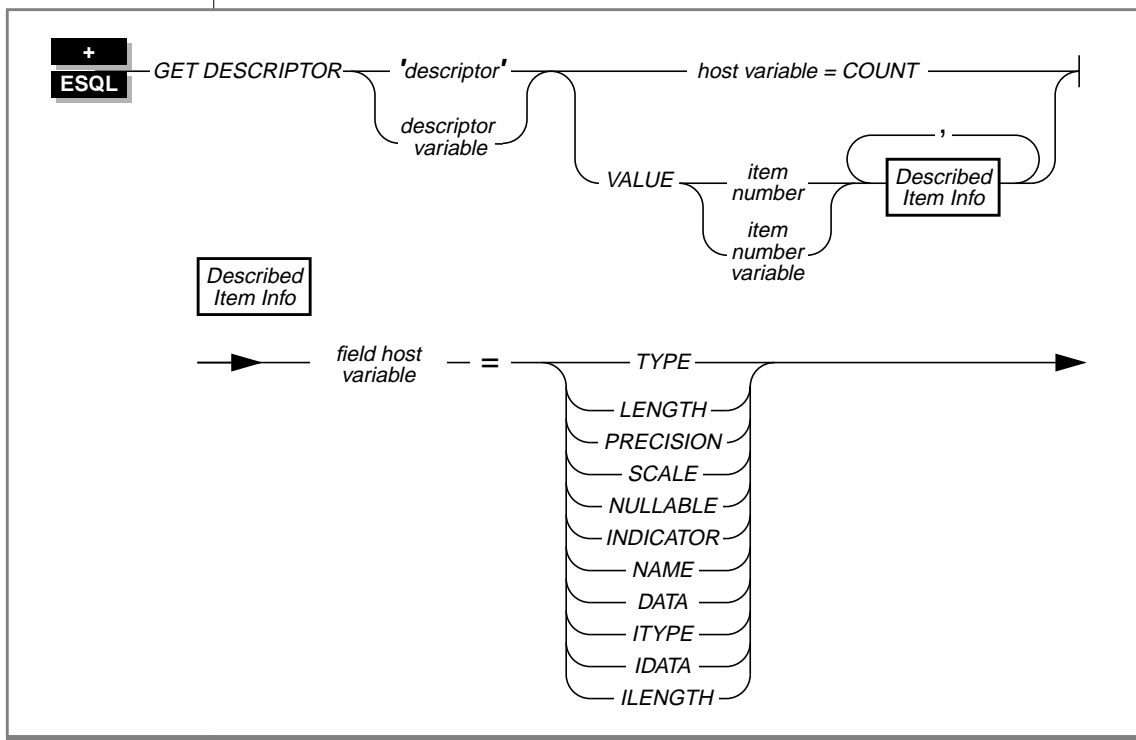 +
ESQL
GET DESCRIPTOR
'descriptor'
host variable = COUNT
descriptor
variable
,
VALUE
item
number
Described
Item Info
item
number
variable
Described
Item Info
field host
variable
=
TYPE
LENGTH
PRECISION
SCALE
NULLABLE
INDICATOR
NAME
DATA
ITYPE
IDATA
ILENGTH